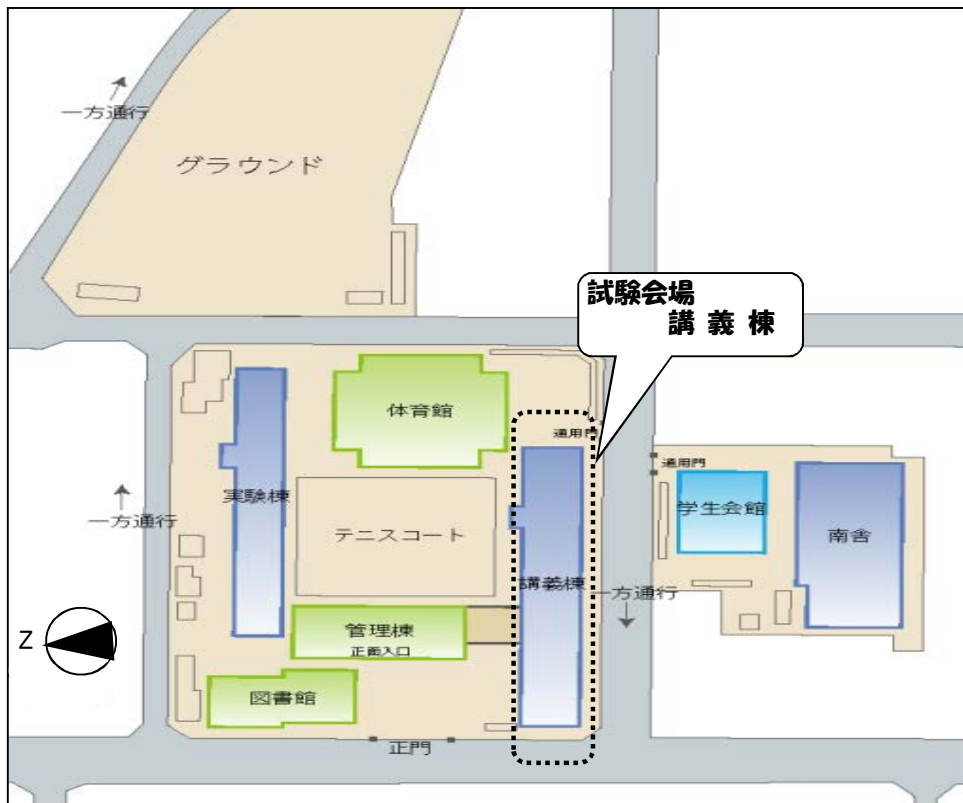 一方通行
グラウンド
試験会場
講義棟
体育館
通用門
通用門
実験棟
学生会館
一方通行
テニスコート
南舎
講義棟
一方通行
管理棟
正面入口
Z
図書館
正門